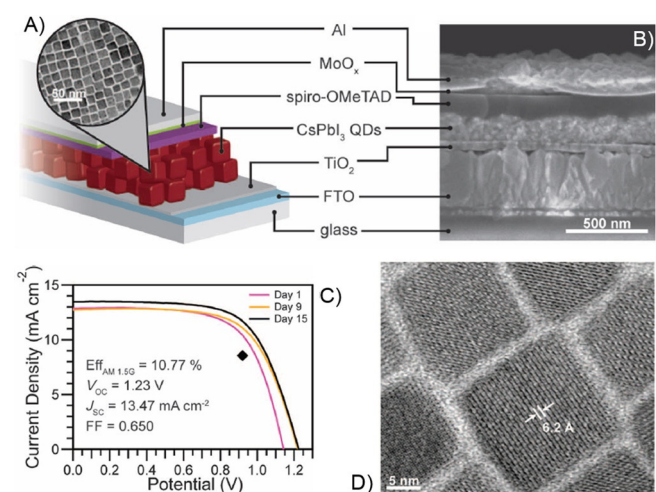 A)
60 nm
Al
MoOx
spiro-OMeTAD
CsPbI3 QDs
TiO2
FTO
glass
B)
500 nm
C)
Current Density (mA cm-2)
15
10
5
0
0.0 0.2 0.4 0.6 0.8 1.0 1.2
Potential (V)
Day 1
Day 9
Day 15
EffAM 1.5G = 10.77 %
VOC = 1.23 V
JSC = 13.47 mA cm-2
FF = 0.650
6.2 Å
D)
5 nm